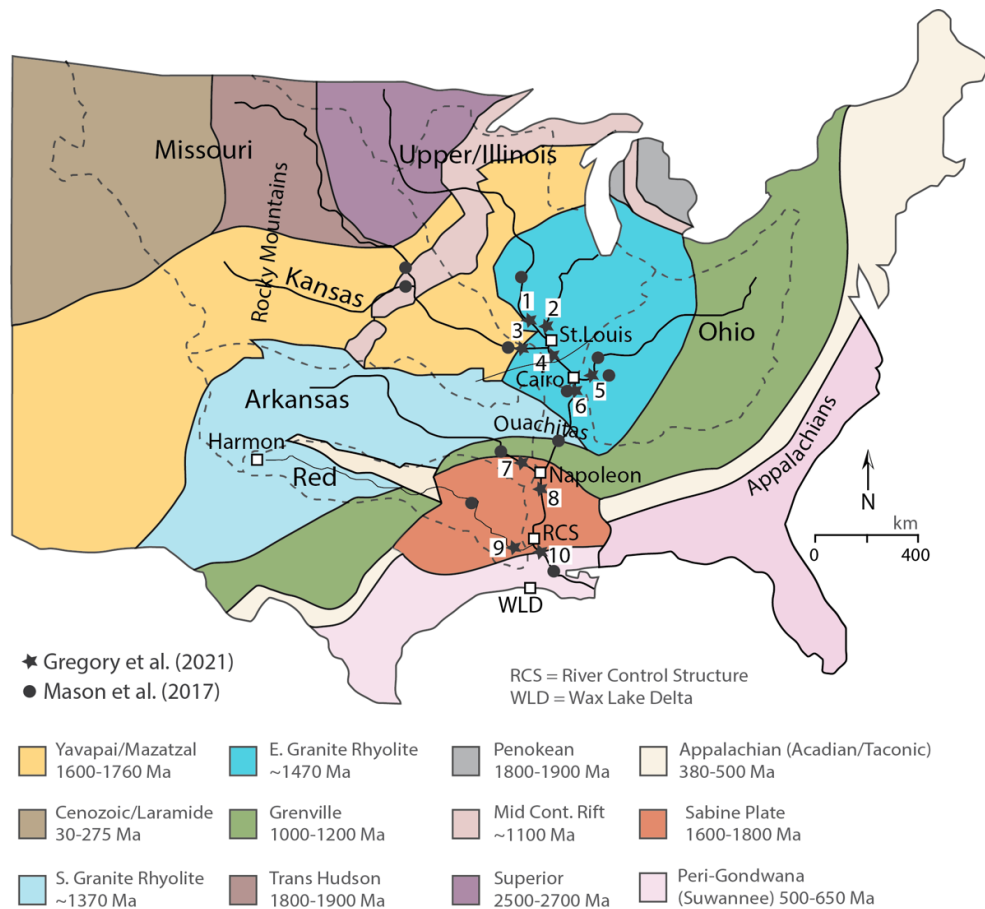 Missouri
Upper/Illinois
Rocky Mountains
Kansas
1
2
3
St.Louis
Ohio
4
Cairo
5
6
Arkansas
Ouachitas
Harmon
Red
7
Napoleon
8
Appalachians
N
RCS
9
10
km
0 400
WLD
Gregory et al. (2021)
Mason et al. (2017)
RCS = River Control Structure
WLD = Wax Lake Delta
Yavapai/Mazatzal
1600-1760 Ma
E. Granite Rhyolite
~1470 Ma
Penokean
1800-1900 Ma
Appalachian (Acadian/Taconic)
380-500 Ma
Cenozoic/Laramide
30-275 Ma
Grenville
1000-1200 Ma
Mid Cont. Rift
~1100 Ma
Sabine Plate
1600-1800 Ma
S. Granite Rhyolite
~1370 Ma
Trans Hudson
1800-1900 Ma
Superior
2500-2700 Ma
Peri-Gondwana
(Suwannee) 500-650 Ma